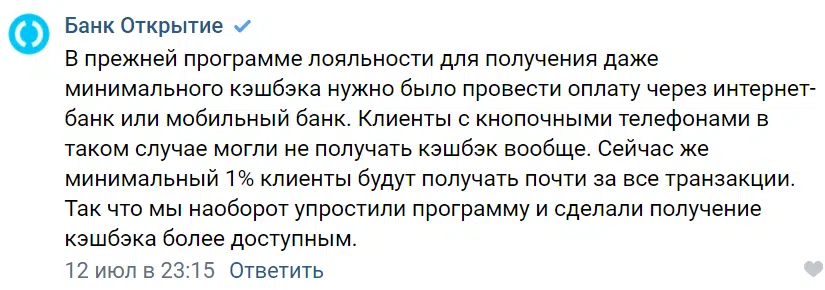 Банк Открытие
В прежней программе лояльности для получения даже
минимального кэшбэка нужно было провести оплату через интернет-
банк или мобильный банк. Клиенты с кнопочными телефонами в
таком случае могли не получать кэшбэк вообще. Сейчас же
минимальный 1% клиенты будут получать почти за все транзакции.
Так что мы наоборот упростили программу и сделали получение
кэшбэка более доступным.
12 июл в 23:15 Ответить